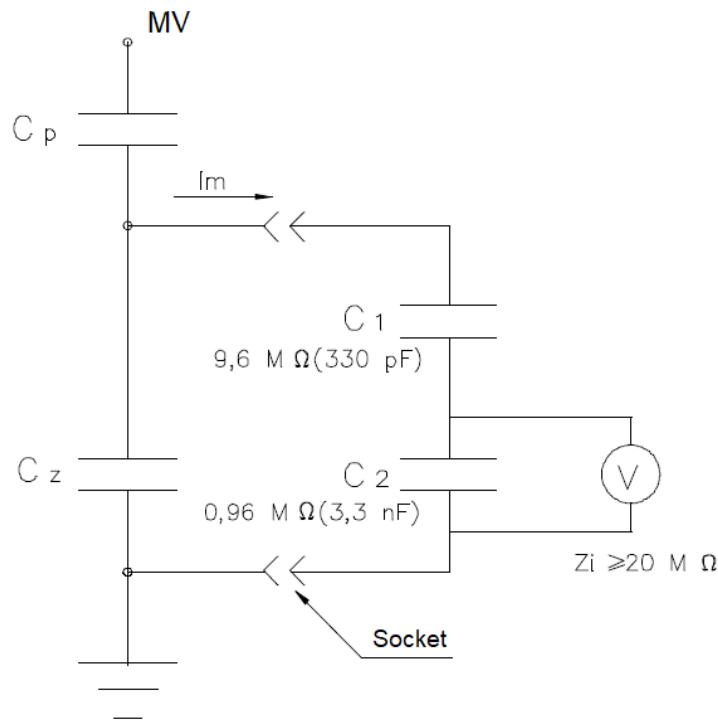 MV
C p
Im
C 1
9,6 M Ω(330 pF)
C z
C 2
V
0,96 M Ω(3,3 nF)
Zi ≥20 M Ω
Socket